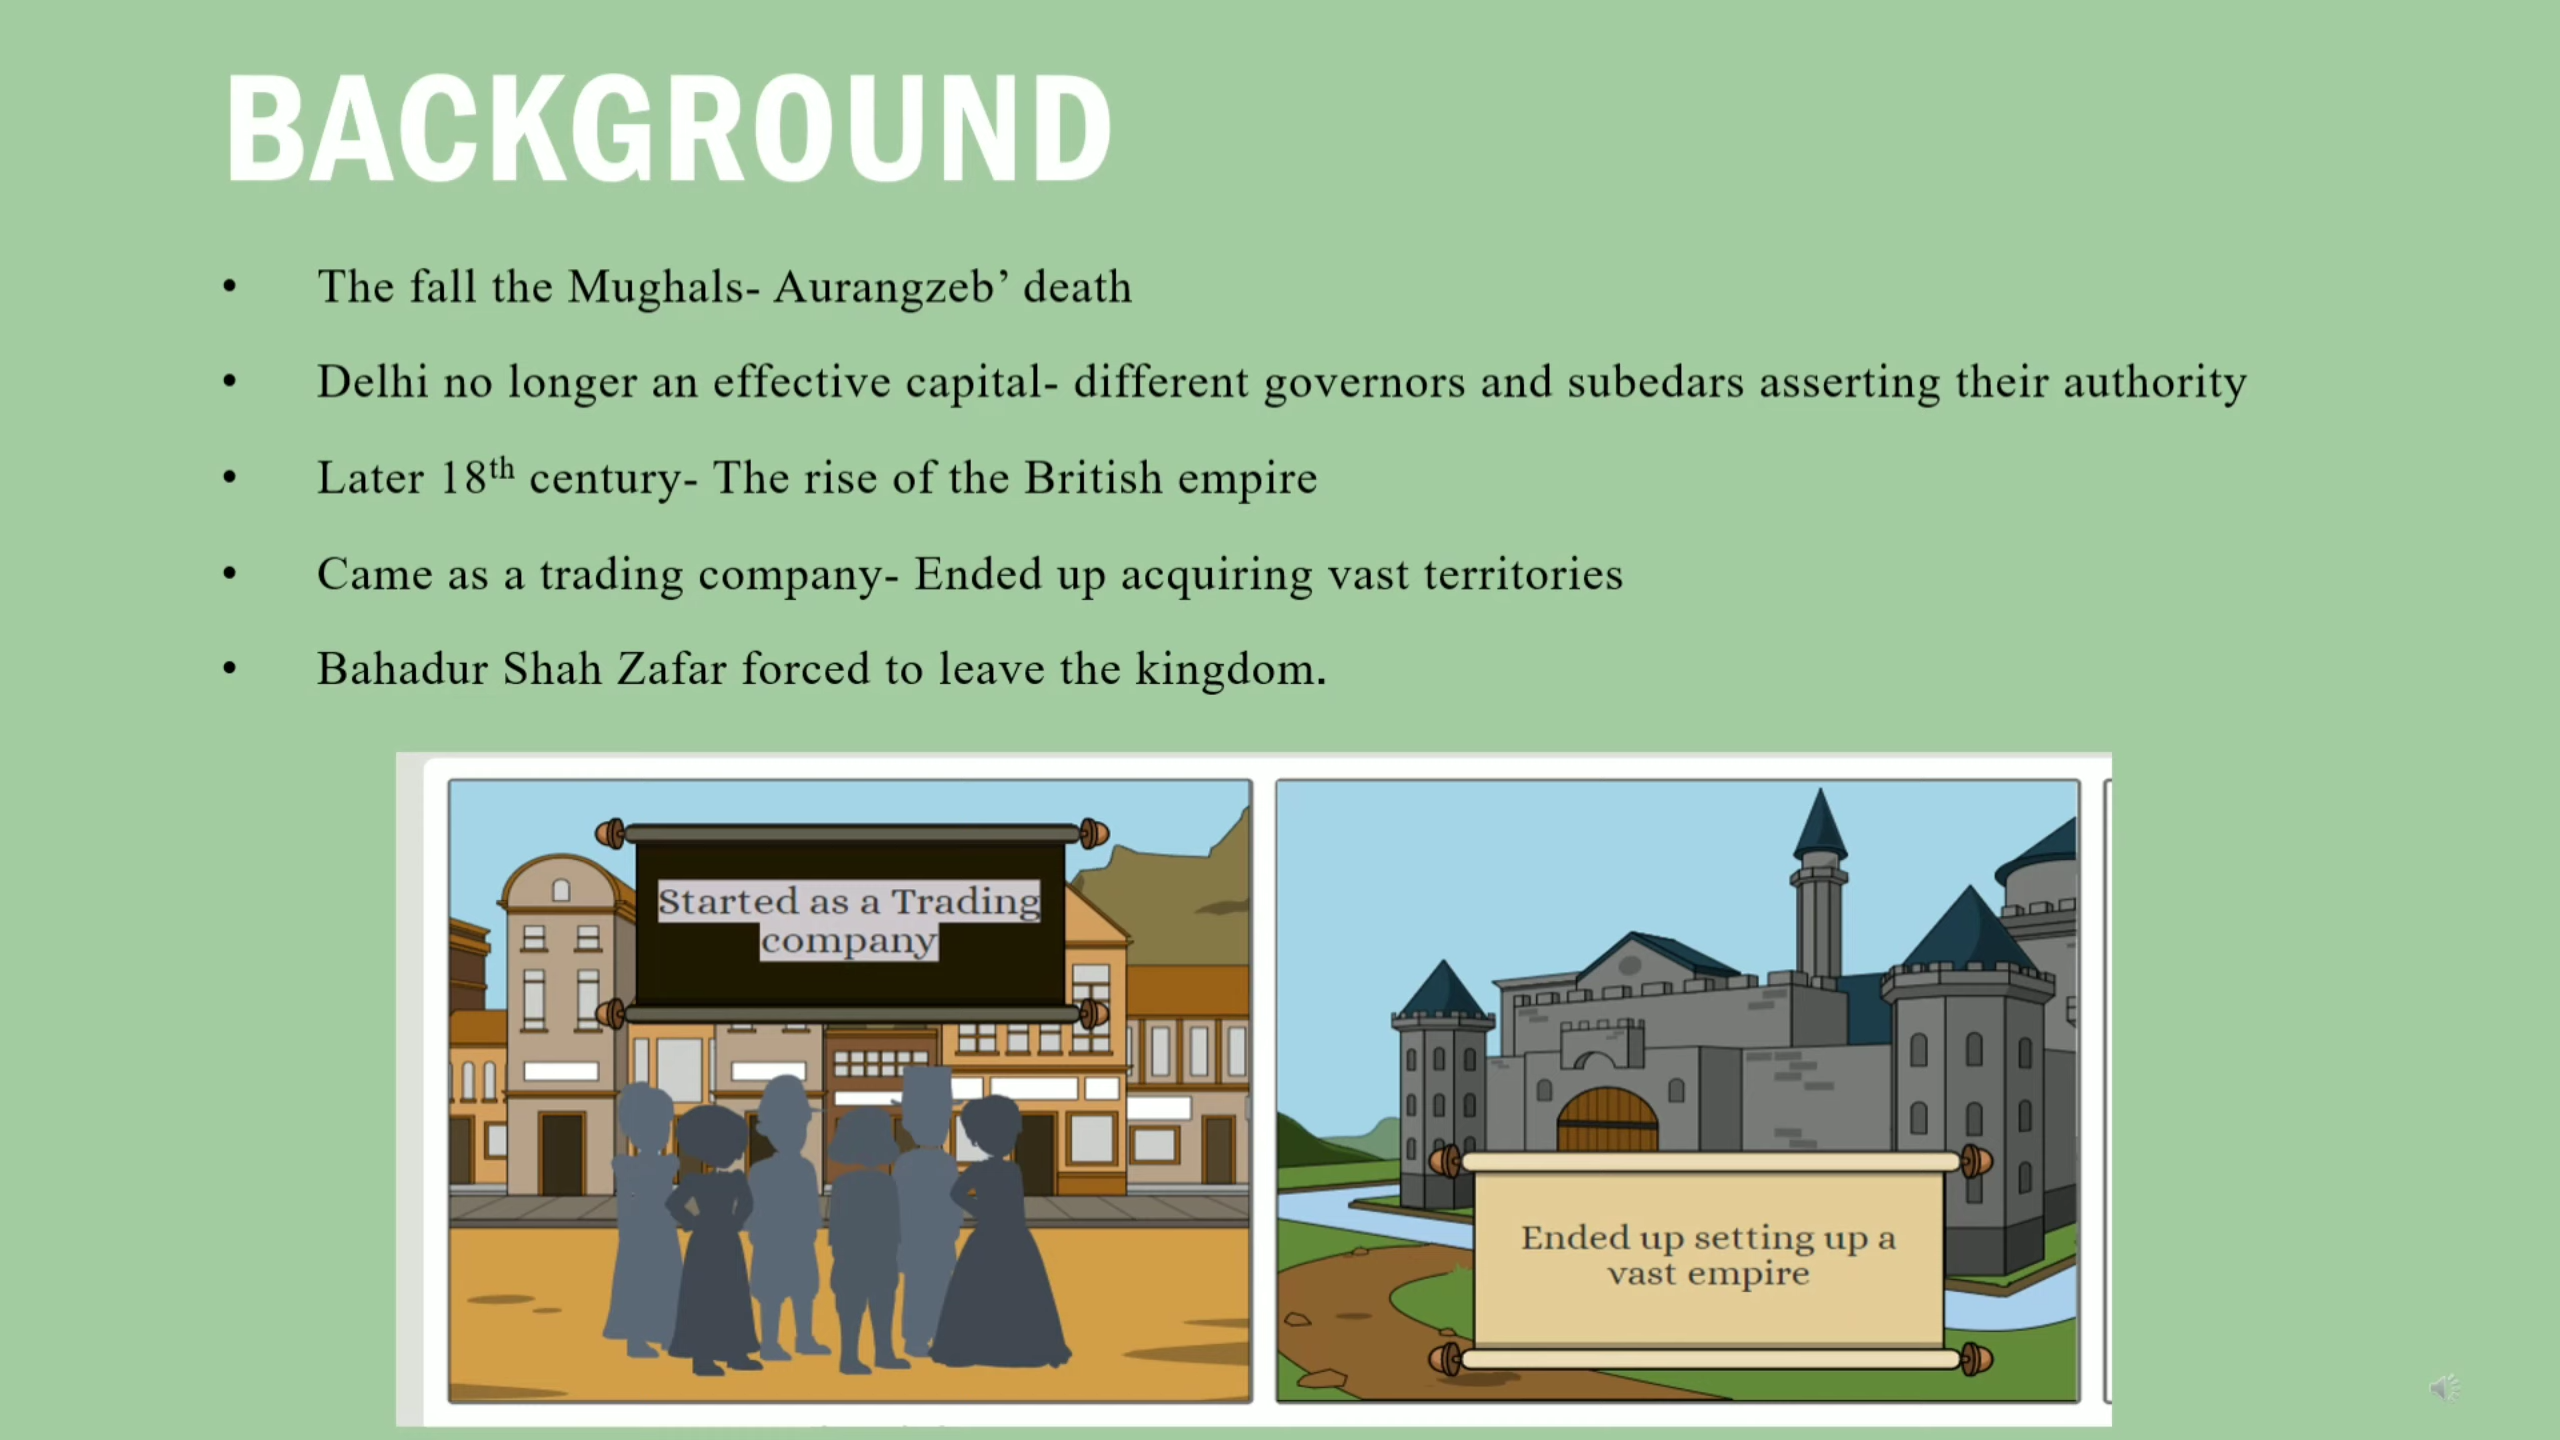 BACKGROUND
• The fall the Mughals- Aurangzeb’ death
• Delhi no longer an effective capital- different governors and subedars asserting their authority
• Later 18th century- The rise of the British empire
• Came as a trading company- Ended up acquiring vast territories
• Bahadur Shah Zafar forced to leave the kingdom.
Started as a Trading
company
Ended up setting up a
vast empire